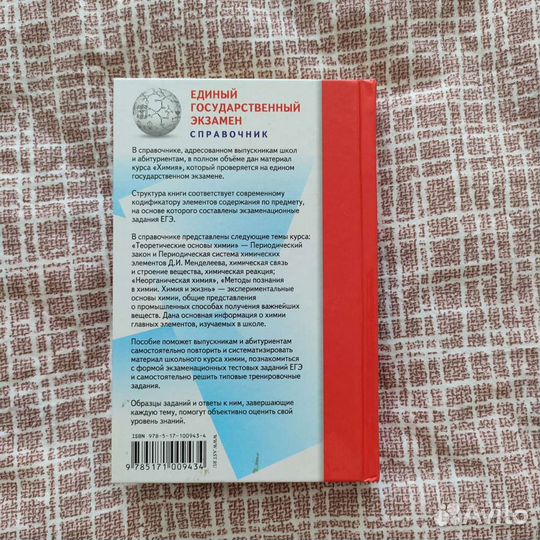 ЕДИНЫЙ
ГОСУДАРСТВЕННЫЙ
ЭКЗАМЕН
СПРАВОЧНИК
В справочнике, адресованном выпускникам школ
и абитуриентам, в полном объёме дан материал
курса «Химия», который проверяется на едином
государственном экзамене.
Структура книги соответствует современному
кодификатору элементов содержания по предмету,
на основе которого составлены экзаменационные
задания ЕГЭ.
В справочнике представлены следующие темы курса:
«Теоретические основы химии» — Периодический
закон и Периодическая система химических
элементов Д.И. Менделеева, химическая связь
и строение вещества, химическая реакция;
«Неорганическая химия», «Методы познания
в химии. Химия и жизнь» — экспериментальные
основы химии, общие представления
о промышленных способах получения важнейших
веществ. Дана основная информация о химии
главных элементов, изучаемых в школе.
Пособие поможет выпускникам и абитуриентам
самостоятельно повторить и систематизировать
материал школьного курса химии, познакомиться
с формой экзаменационных тестовых заданий ЕГЭ
и самостоятельно решить типовые тренировочные
задания.
Образцы заданий и ответы к ним, завершающие
каждую тему, помогут объективно оценить свой
уровень знаний.
ISBN 978-5-17-100943-4
9 785171 009434
WWW.AST.RU
Avito